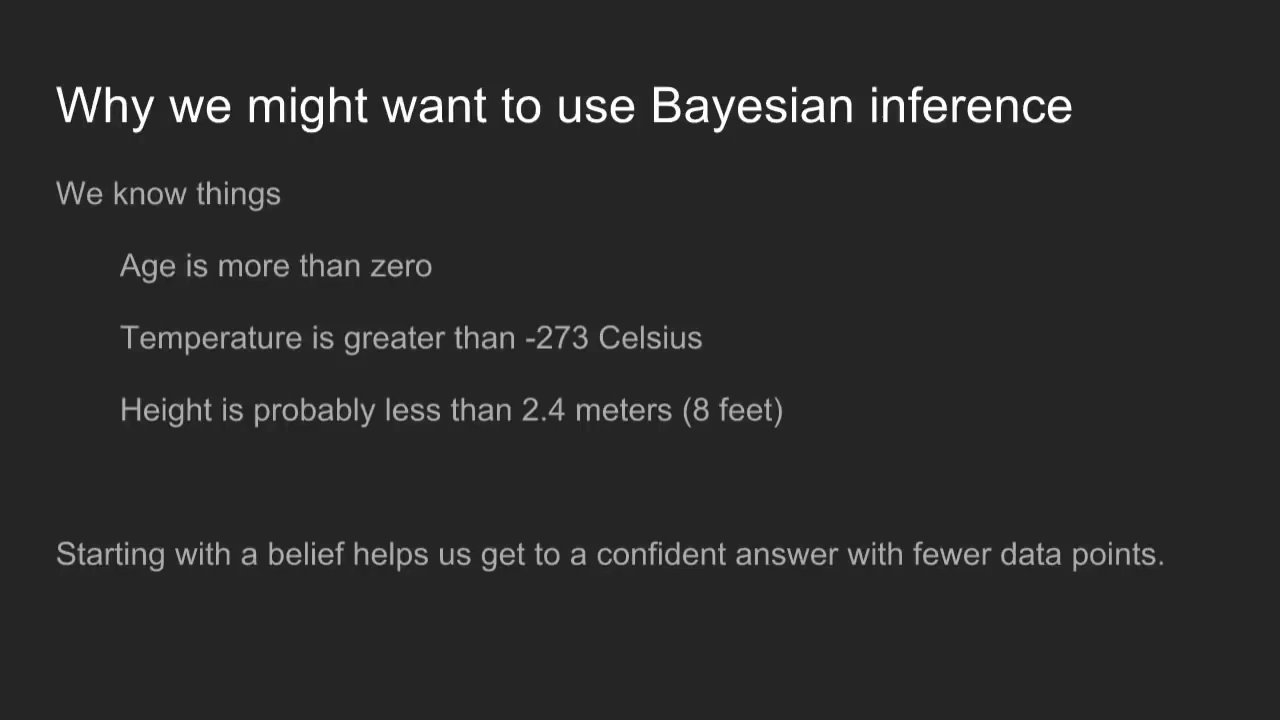 Why we might want to use Bayesian inference
We know things
Age is more than zero
Temperature is greater than -273 Celsius
Height is probably less than 2.4 meters (8 feet)
Starting with a belief helps us get to a confident answer with fewer data points.